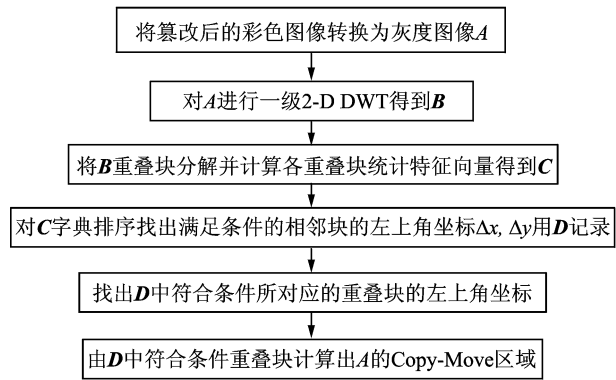 将篡改后的彩色图像转换为灰度图像A
对A进行一级2-D DWT得到B
将B重叠块分解并计算各重叠块统计特征向量得到C
对C字典排序找出满足条件的相邻块的左上角坐标Δx, Δy用D记录
找出D中符合条件所对应的重叠块的左上角坐标
由D中符合条件重叠块计算出A的Copy-Move区域